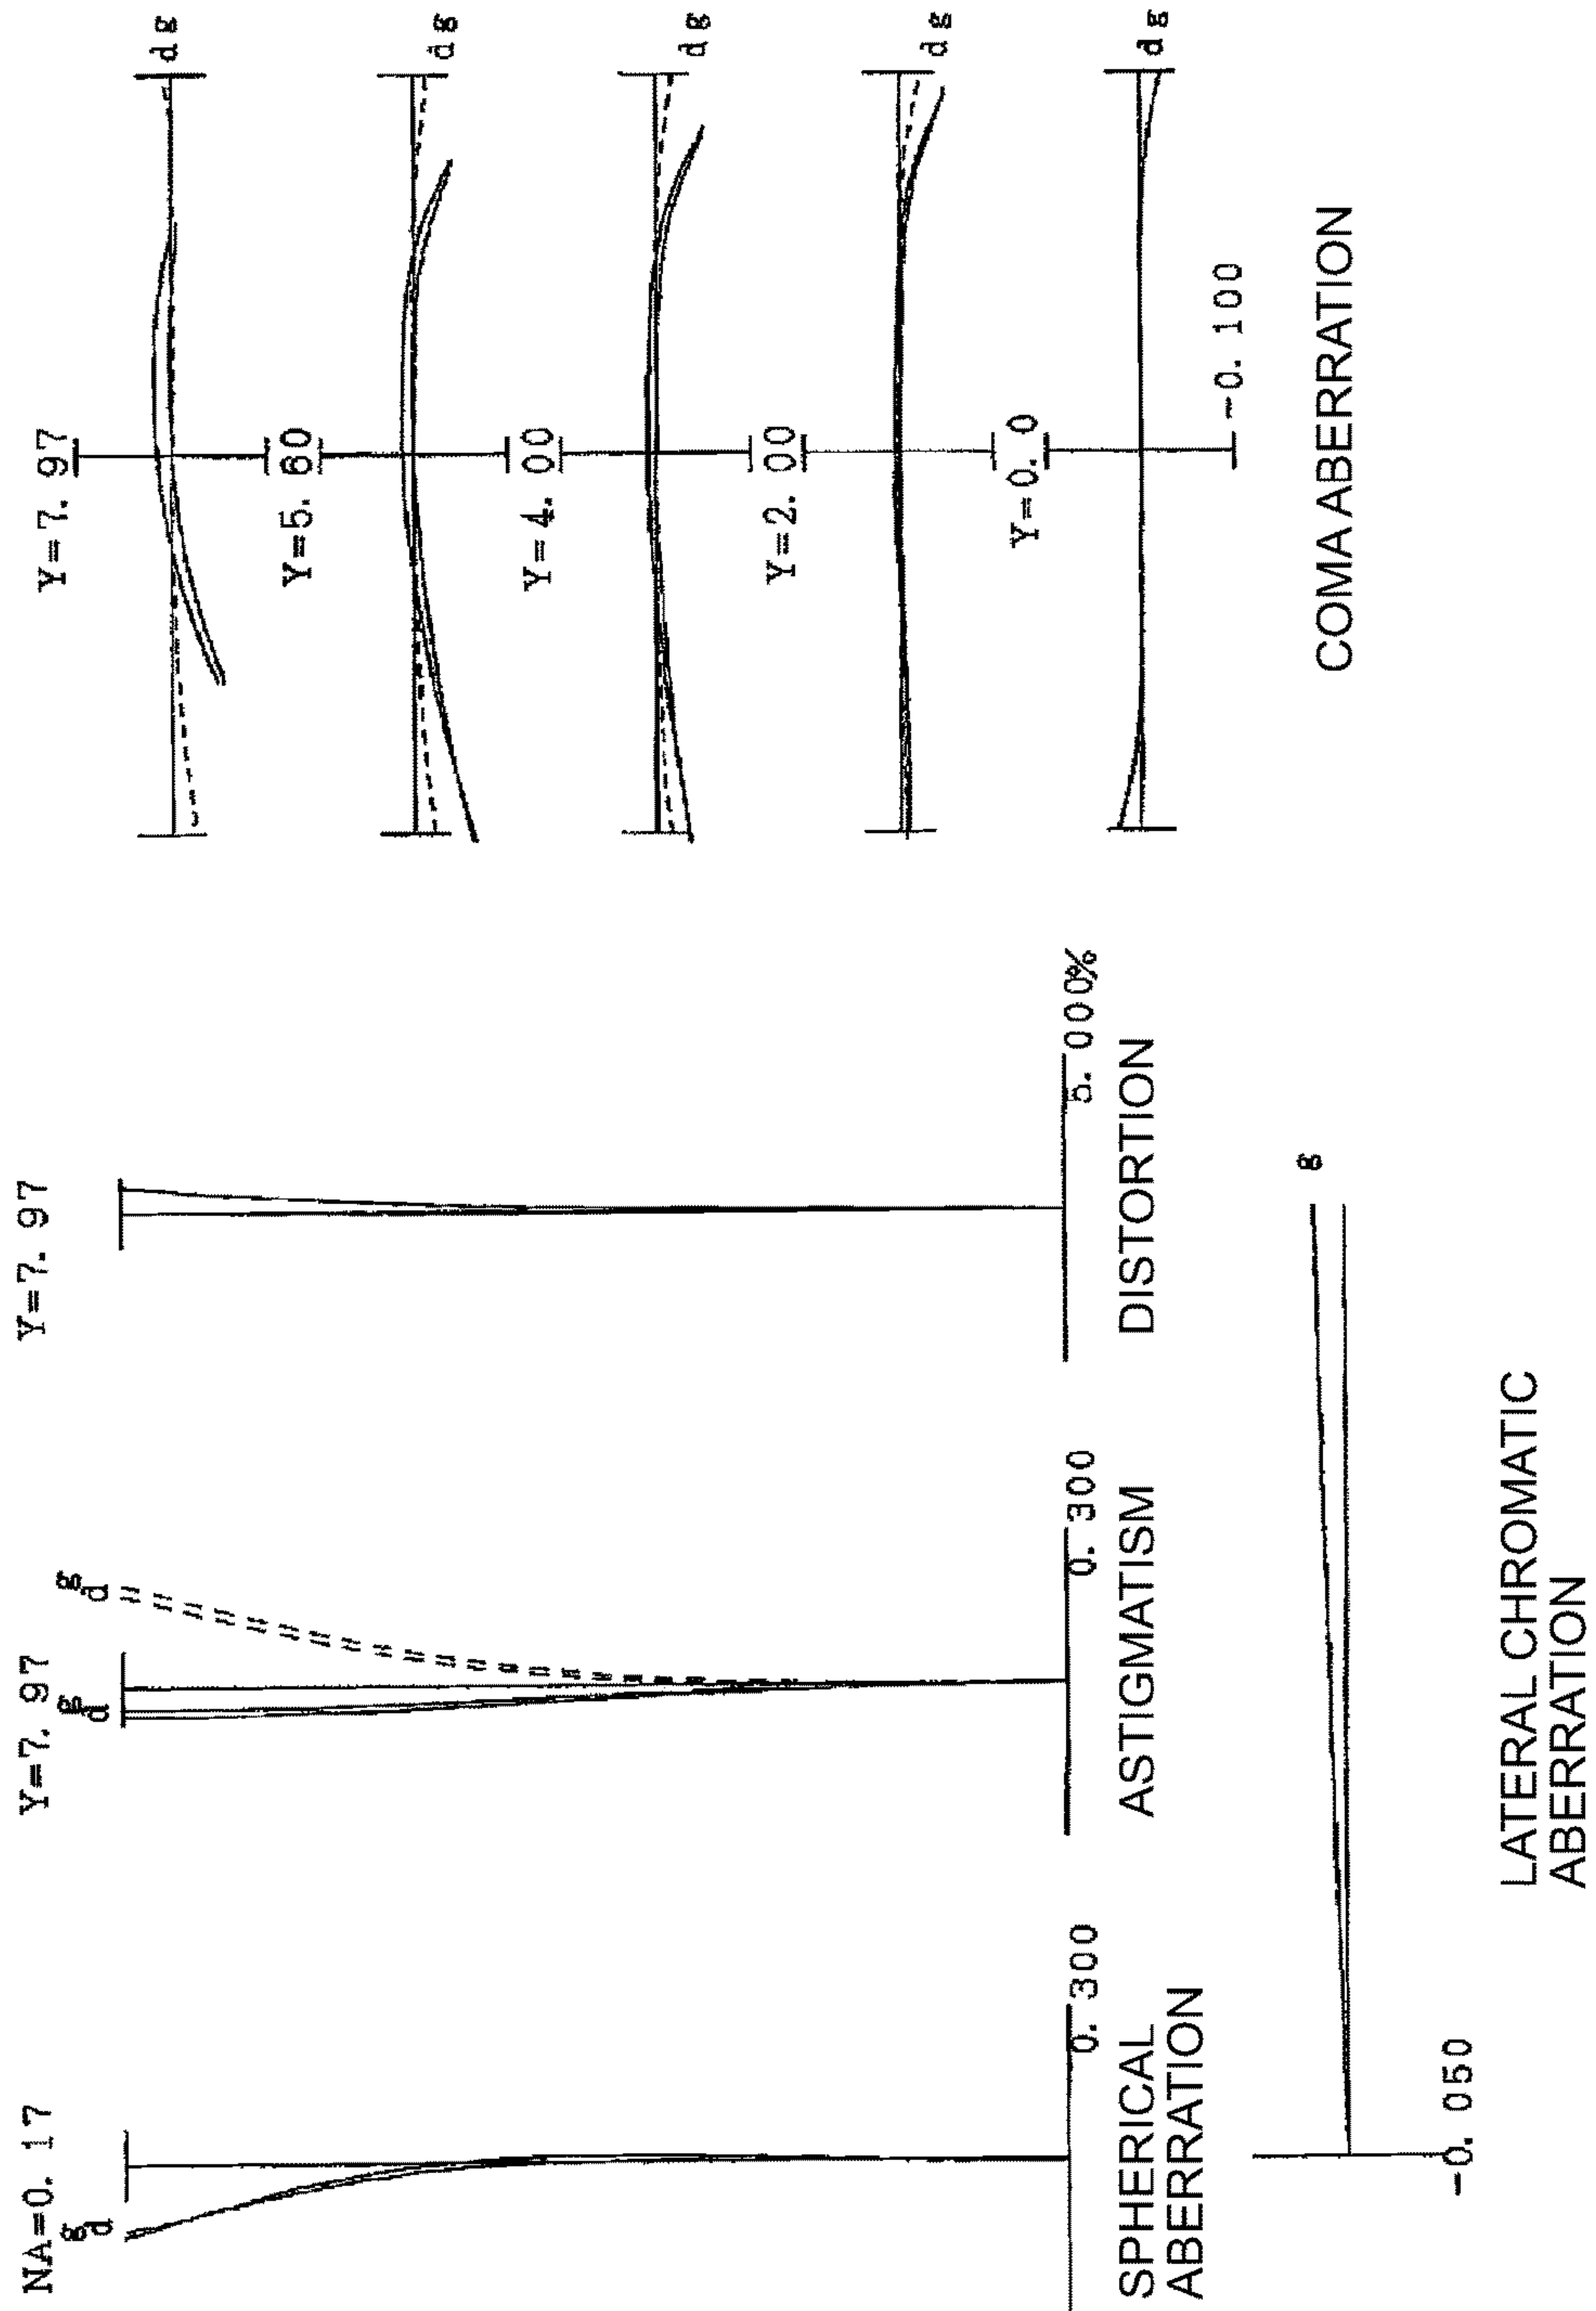 NA=0. 17
g
d
0. 300
SPHERICAL
ABERRATION
Y=7. 97
g
d
g
d
0. 300
ASTIGMATISM
Y=7. 97
5. 000%
DISTORTION
Y=7. 97
d g
Y=5. 60
d g
Y=4. 00
d g
Y=2. 00
d g
Y=0. 0
d g
-0. 100
COMA ABERRATION
g
-0. 050
LATERAL CHROMATIC
ABERRATION